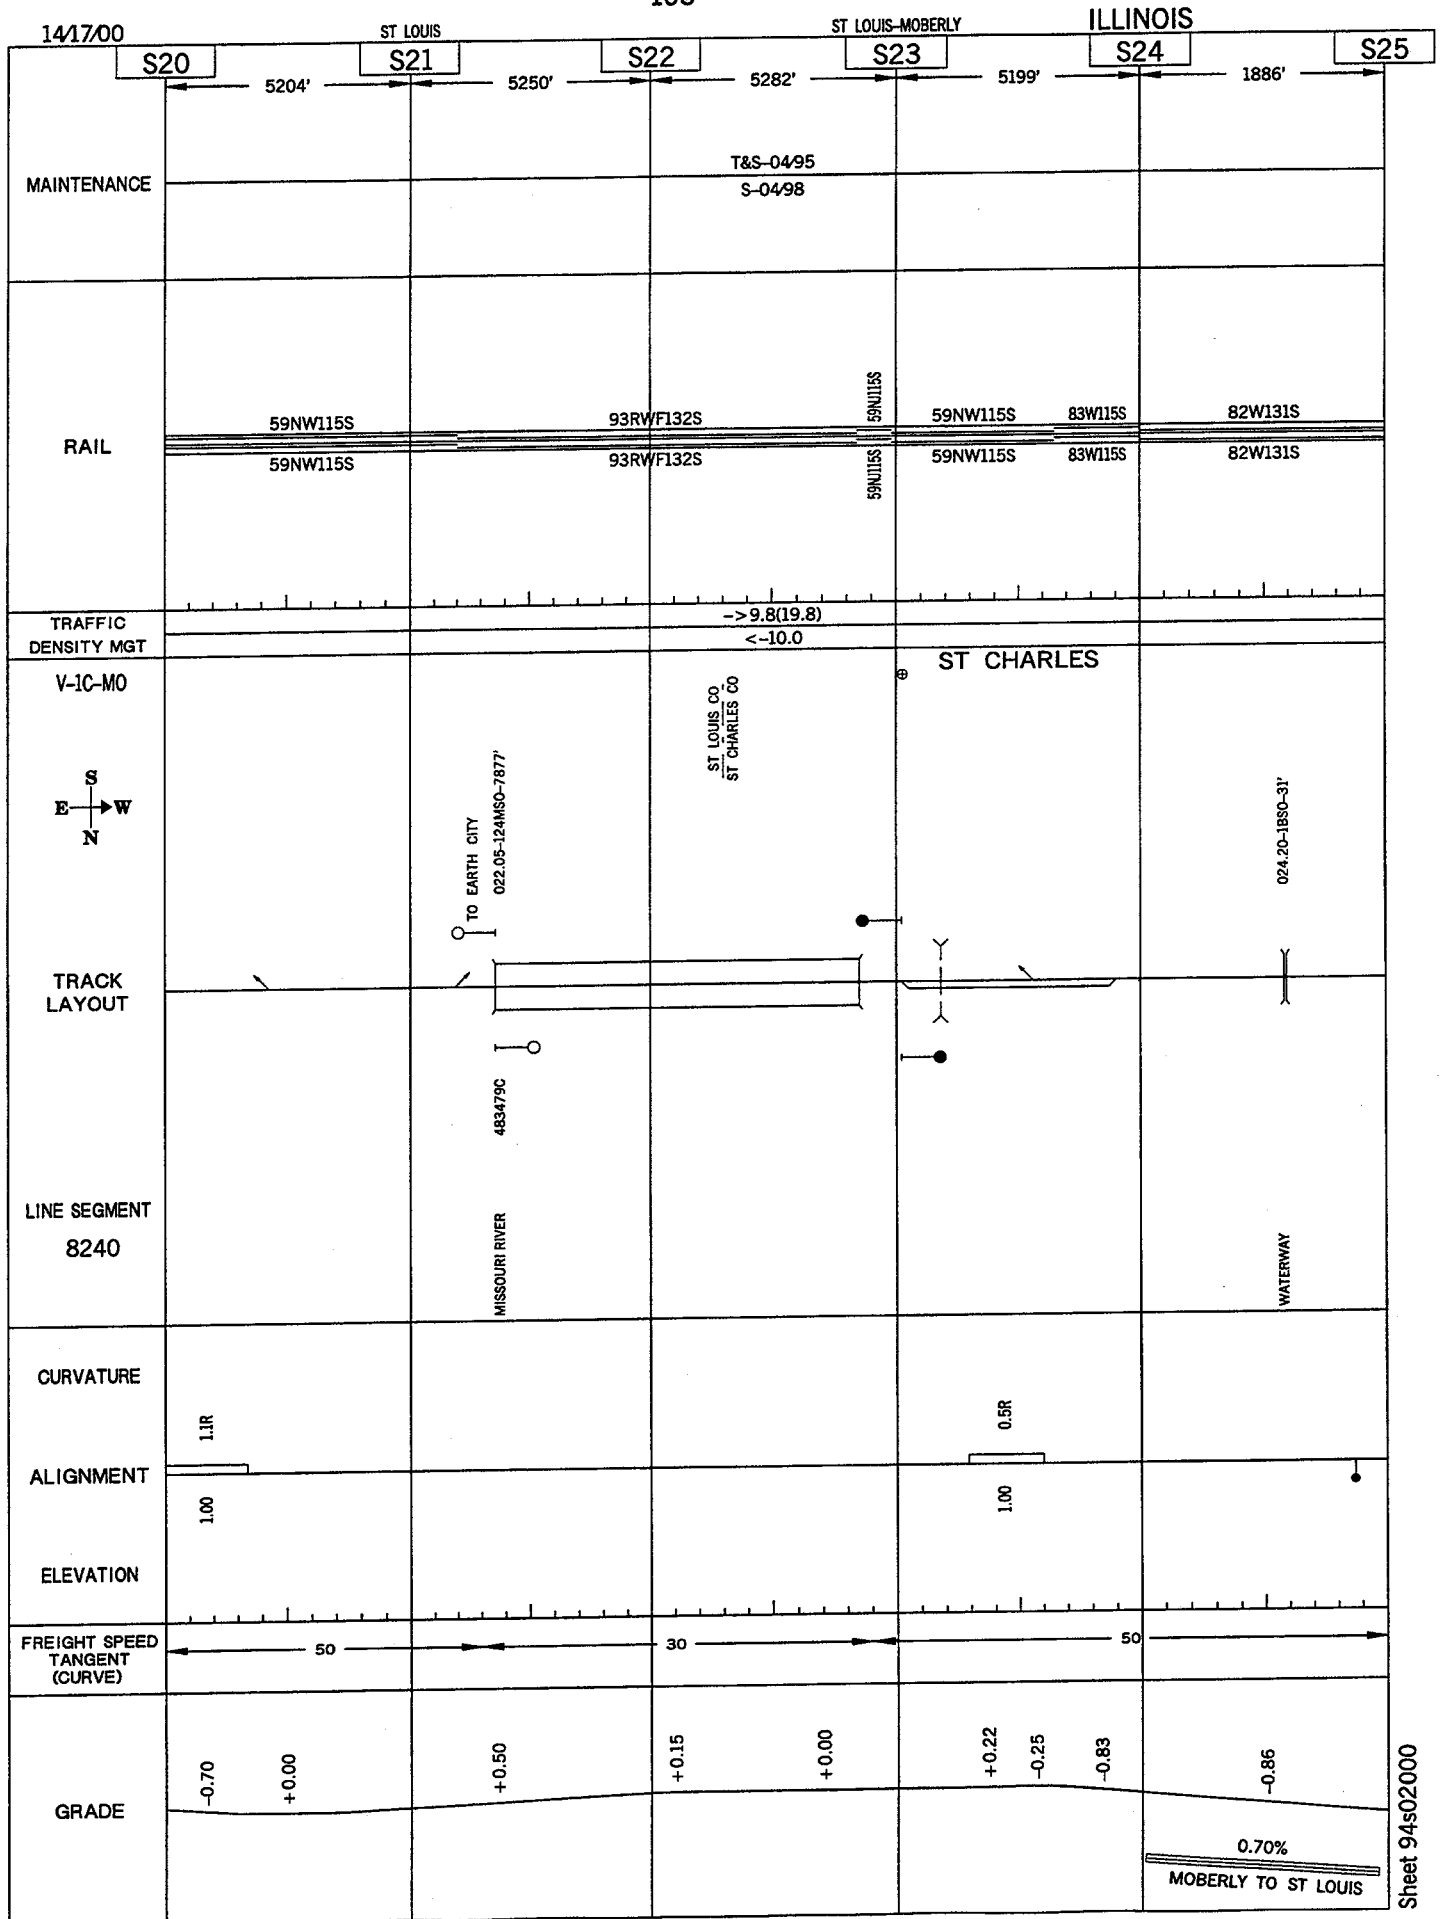 14/17/00
ST LOUIS
ST LOUIS-MOBERLY
ILLINOIS
S20
S21
S22
S23
S24
S25
5204'
5250'
5282'
5199'
1886'
MAINTENANCE
T&S-04/95
S-04/98
RAIL
59NW115S
93RWF132S
59NJ115S
59NW115S
83W115S
82W131S
59NW115S
93RWF132S
59NJ115S
59NW115S
83W115S
82W131S
TRAFFIC
DENSITY MGT
->9.8(19.8)
<-10.0
V-1C-MO
ST CHARLES
ST LOUIS CO
ST CHARLES CO
S
E W
N
TO EARTH CITY
022.05-124MSO-7877'
024.20-1BSO-31'
TRACK
LAYOUT
483479C
LINE SEGMENT
8240
MISSOURI RIVER
WATERWAY
CURVATURE
1.1R
0.5R
ALIGNMENT
1.00
1.00
ELEVATION
FREIGHT SPEED
TANGENT
(CURVE)
50
30
50
GRADE
-0.70
+0.00
+0.50
+0.15
+0.00
+0.22
-0.25
-0.83
-0.86
0.70%
MOBERLY TO ST LOUIS
Sheet 94s02000